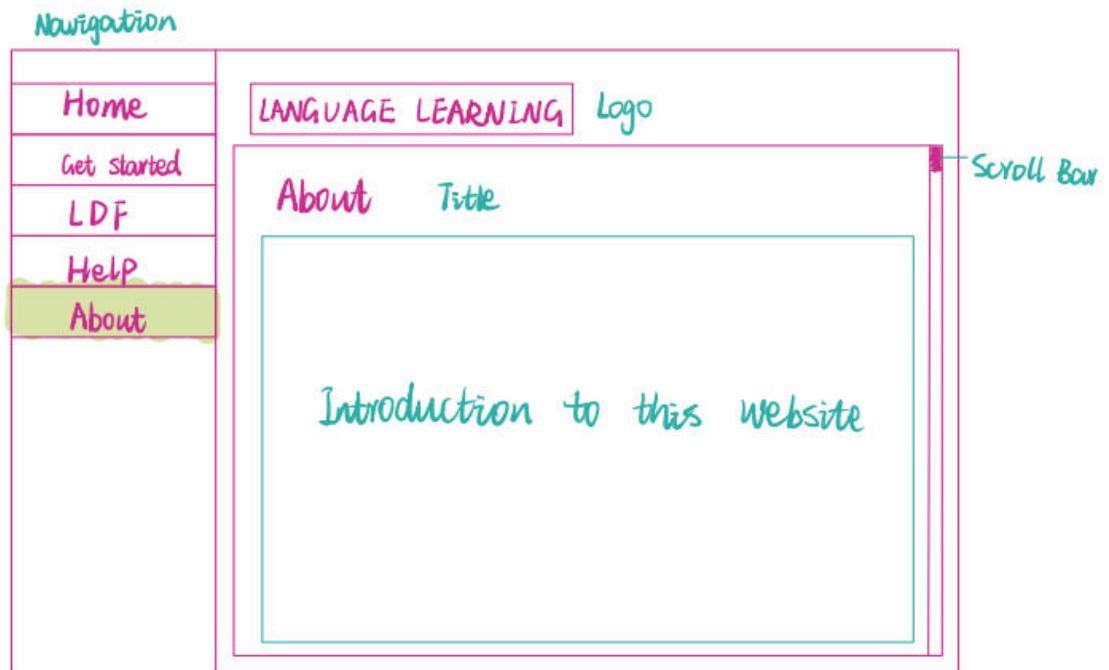 Navigation
Home
Get started
LDF
Help
About
LANGUAGE LEARNING Logo
Scroll Bar
About Title
Introduction to this website